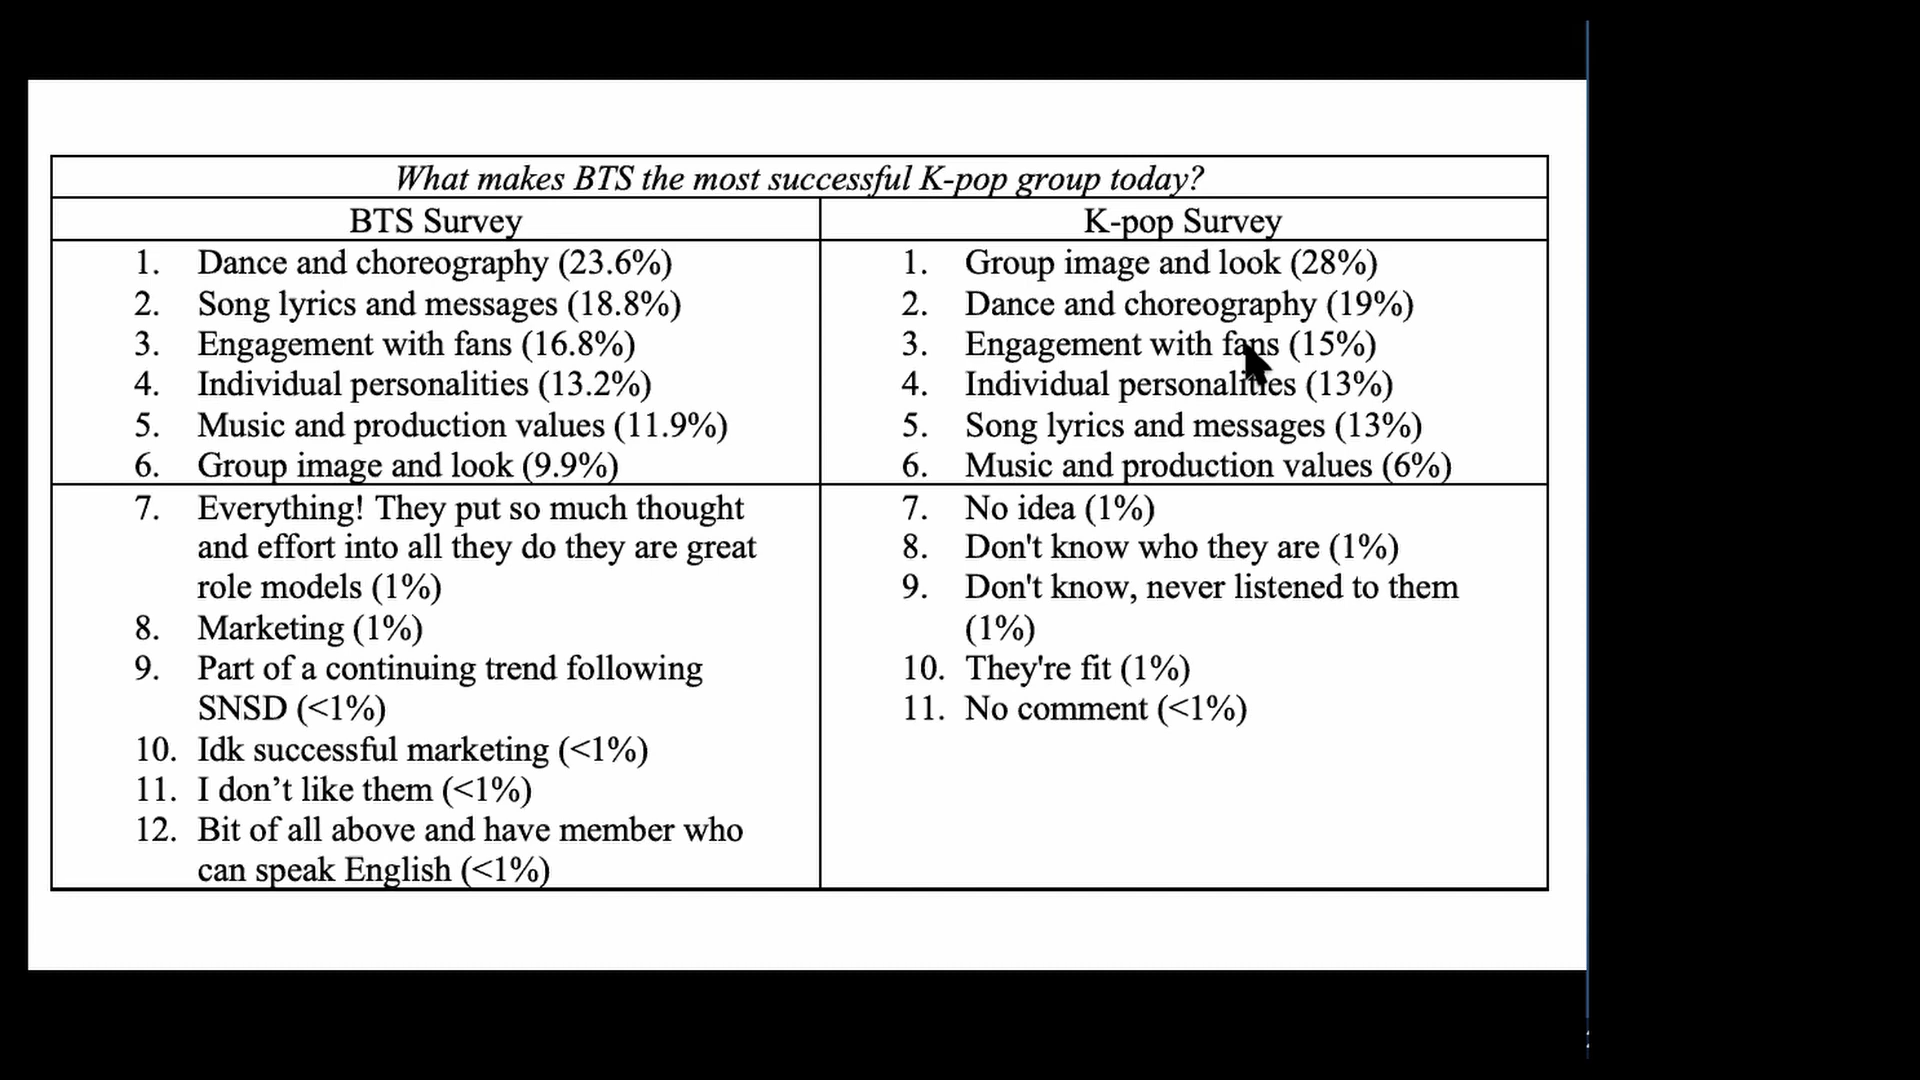 What makes BTS the most successful K-pop group today?
BTS Survey
1. Dance and choreography (23.6%)
2. Song lyrics and messages (18.8%)
3. Engagement with fans (16.8%)
4. Individual personalities (13.2%)
5. Music and production values (11.9%)
6. Group image and look (9.9%)
7. Everything! They put so much thought
and effort into all they do they are great
role models (1%)
8. Marketing (1%)
9. Part of a continuing trend following
SNSD (<1%)
10. Idk successful marketing (<1%)
11. I don’t like them (<1%)
12. Bit of all above and have member who
can speak English (<1%)
K-pop Survey
1. Group image and look (28%)
2. Dance and choreography (19%)
3. Engagement with fans (15%)
4. Individual personalities (13%)
5. Song lyrics and messages (13%)
6. Music and production values (6%)
7. No idea (1%)
8. Don't know who they are (1%)
9. Don't know, never listened to them
(1%)
10. They're fit (1%)
11. No comment (<1%)